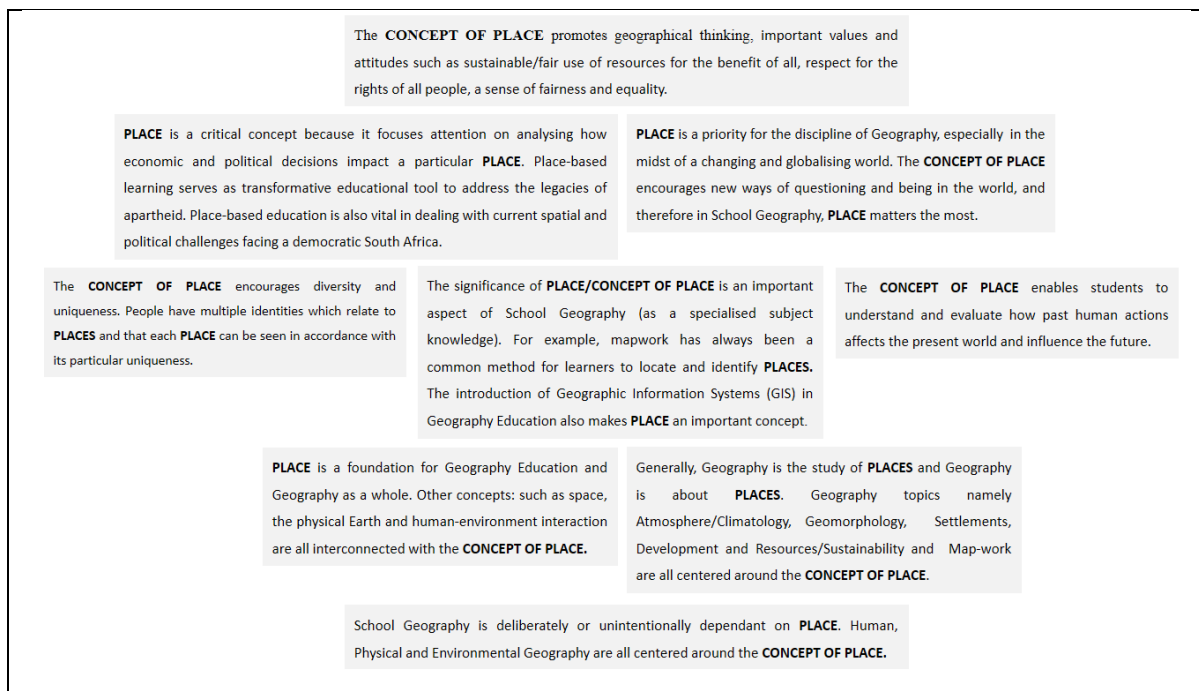 The CONCEPT OF PLACE promotes geographical thinking, important values and
attitudes such as sustainable/fair use of resources for the benefit of all, respect for the
rights of all people, a sense of fairness and equality.
PLACE is a critical concept because it focuses attention on analysing how
economic and political decisions impact a particular PLACE. Place-based
learning serves as transformative educational tool to address the legacies of
apartheid. Place-based education is also vital in dealing with current spatial and
political challenges facing a democratic South Africa.
PLACE is a priority for the discipline of Geography, especially in the
midst of a changing and globalising world. The CONCEPT OF PLACE
encourages new ways of questioning and being in the world, and
therefore in School Geography, PLACE matters the most.
The CONCEPT OF PLACE encourages diversity and
uniqueness. People have multiple identities which relate to
PLACES and that each PLACE can be seen in accordance with
its particular uniqueness.
The significance of PLACE/CONCEPT OF PLACE is an important
aspect of School Geography (as a specialised subject
knowledge). For example, mapwork has always been a
common method for learners to locate and identify PLACES.
The introduction of Geographic Information Systems (GIS) in
Geography Education also makes PLACE an important concept.
The CONCEPT OF PLACE enables students to
understand and evaluate how past human actions
affects the present world and influence the future.
PLACE is a foundation for Geography Education and
Geography as a whole. Other concepts: such as space,
the physical Earth and human-environment interaction
are all interconnected with the CONCEPT OF PLACE.
Generally, Geography is the study of PLACES and Geography
is about PLACES. Geography topics namely
Atmosphere/Climatology, Geomorphology, Settlements,
Development and Resources/Sustainability and Map-work
are all centered around the CONCEPT OF PLACE.
School Geography is deliberately or unintentionally dependant on PLACE. Human,
Physical and Environmental Geography are all centered around the CONCEPT OF PLACE.